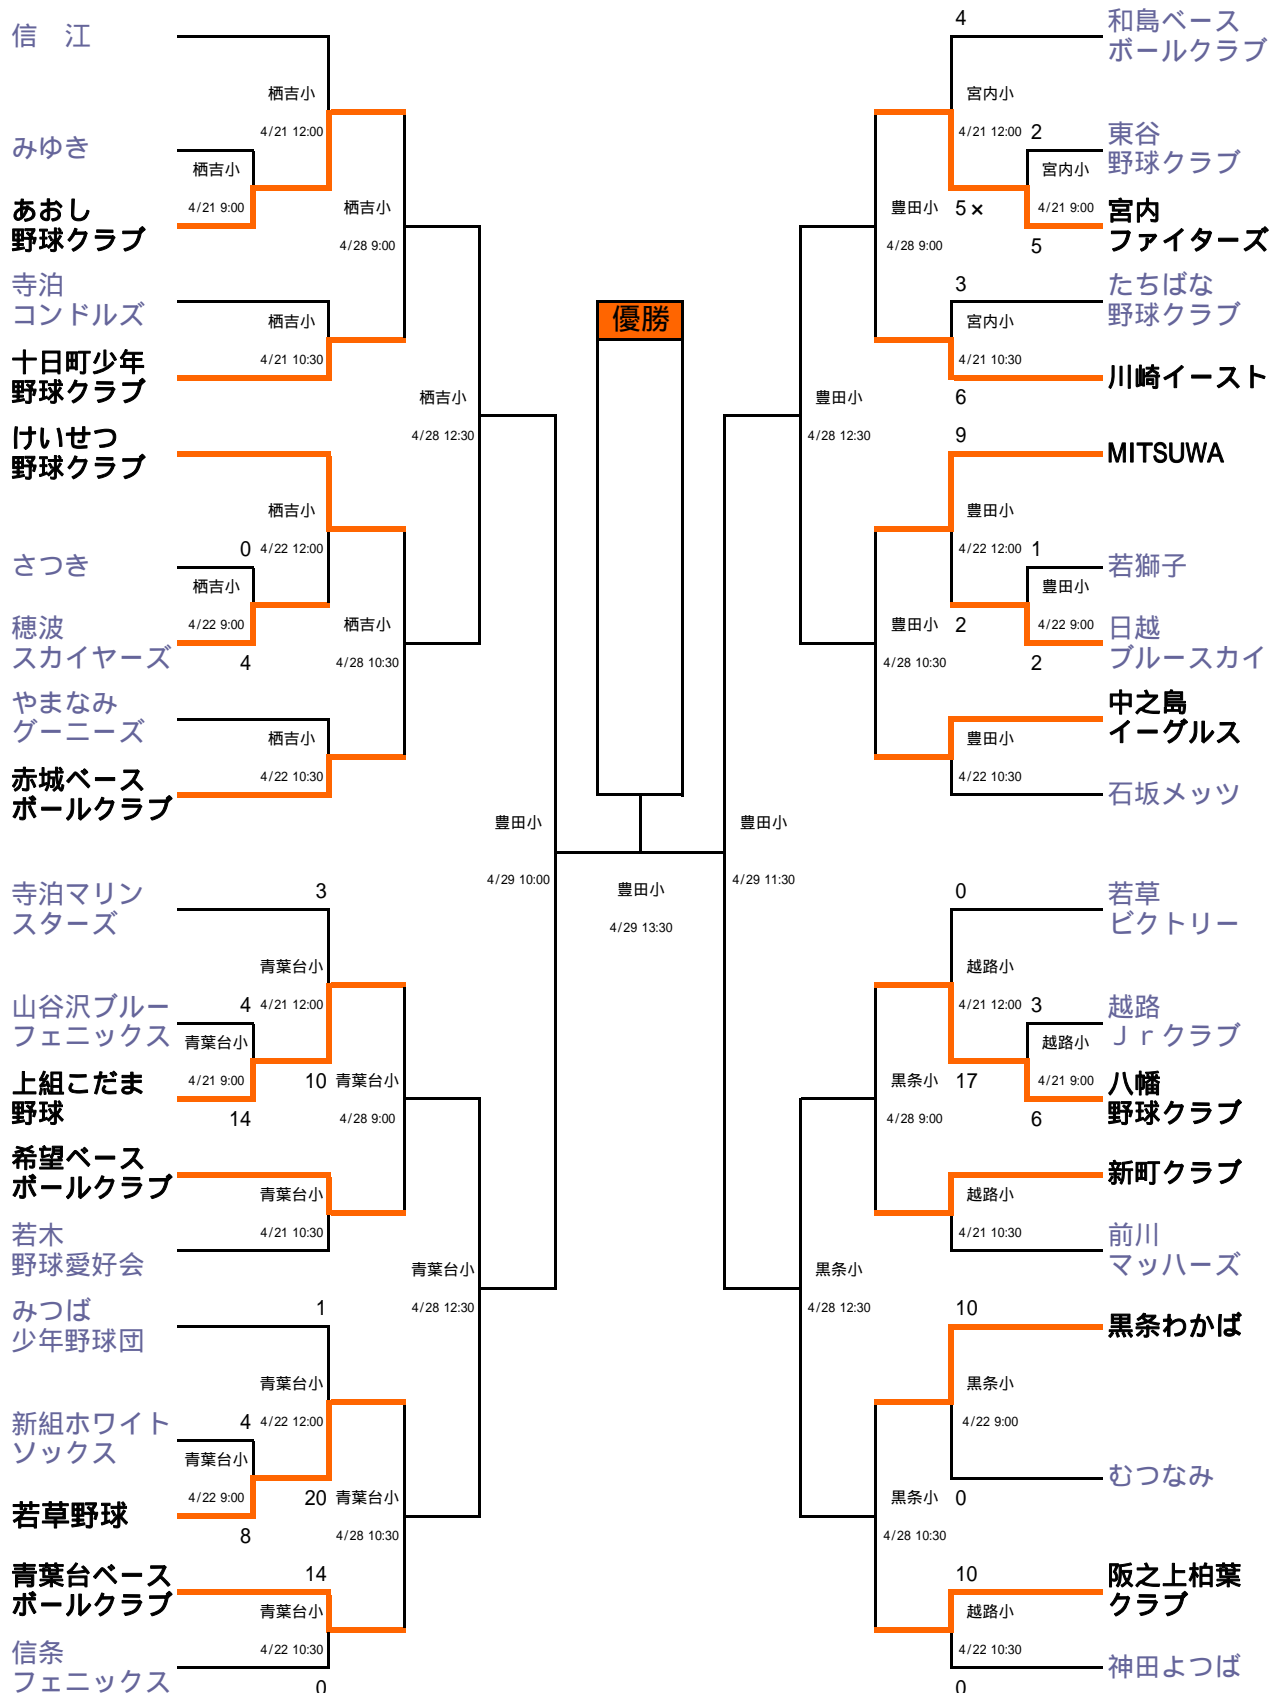 信　江
栖吉小
4/21 12:00
みゆき
栖吉小
4/21 9:00
あおし
野球クラブ
栖吉小
4/28 9:00
寺泊
コンドルズ
栖吉小
4/21 10:30
十日町少年
野球クラブ
栖吉小
4/28 12:30
けいせつ
野球クラブ
栖吉小
4/22 12:00
さつき
0
栖吉小
4/22 9:00
穂波
スカイヤーズ
4
栖吉小
4/28 10:30
やまなみ
グーニーズ
栖吉小
4/22 10:30
赤城ベース
ボールクラブ
豊田小
4/29 10:00
寺泊マリン
スターズ
3
青葉台小
4/21 12:00
山谷沢ブルー
フェニックス
4
青葉台小
4/21 9:00
上組こだま
野球
14
10
青葉台小
4/28 9:00
希望ベース
ボールクラブ
青葉台小
4/21 10:30
若木
野球愛好会
青葉台小
4/28 12:30
みつば
少年野球団
1
青葉台小
4/22 12:00
新組ホワイト
ソックス
4
青葉台小
4/22 9:00
若草野球
8
20
青葉台小
4/28 10:30
青葉台ベース
ボールクラブ
14
青葉台小
4/22 10:30
信条
フェニックス
0
優勝
豊田小
4/29 13:30
4
和島ベース
ボールクラブ
宮内小
4/21 12:00
2
東谷
野球クラブ
宮内小
4/21 9:00
宮内
ファイターズ
5
豊田小
4/28 9:00
5×
3
たちばな
野球クラブ
宮内小
4/21 10:30
川崎イースト
6
豊田小
4/28 12:30
9
MITSUWA
豊田小
4/22 12:00
1
若獅子
豊田小
4/22 9:00
日越
ブルースカイ
2
豊田小
4/28 10:30
2
中之島
イーグルス
豊田小
4/22 10:30
石坂メッツ
豊田小
4/29 11:30
0
若草
ビクトリー
越路小
4/21 12:00
3
越路
Ｊｒクラブ
越路小
4/21 9:00
八幡
野球クラブ
6
黒条小
4/28 9:00
17
新町クラブ
越路小
4/21 10:30
前川
マッハーズ
黒条小
4/28 12:30
10
黒条わかば
黒条小
4/22 9:00
むつなみ
0
黒条小
4/28 10:30
10
阪之上柏葉
クラブ
越路小
4/22 10:30
神田よつば
0